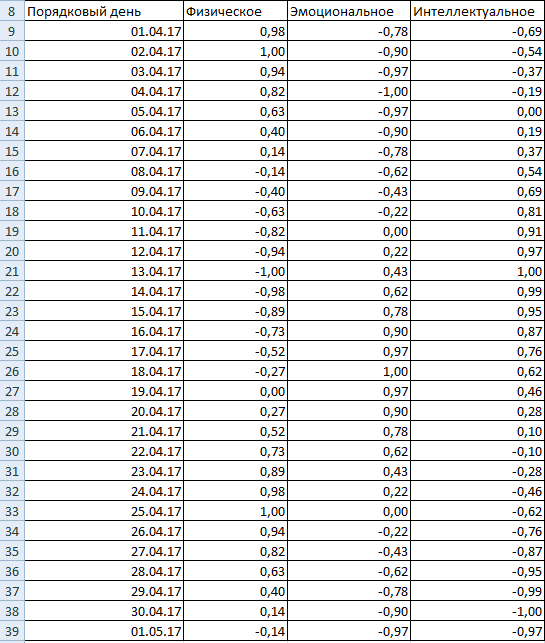 8 Порядковый день Физическое Эмоциональное Интеллектуальное
9 01.04.17 0,98 -0,78 -0,69
10 02.04.17 1,00 -0,90 -0,54
11 03.04.17 0,94 -0,97 -0,37
12 04.04.17 0,82 -1,00 -0,19
13 05.04.17 0,63 -0,97 0,00
14 06.04.17 0,40 -0,90 0,19
15 07.04.17 0,14 -0,78 0,37
16 08.04.17 -0,14 -0,62 0,54
17 09.04.17 -0,40 -0,43 0,69
18 10.04.17 -0,63 -0,22 0,81
19 11.04.17 -0,82 0,00 0,91
20 12.04.17 -0,94 0,22 0,97
21 13.04.17 -1,00 0,43 1,00
22 14.04.17 -0,98 0,62 0,99
23 15.04.17 -0,89 0,78 0,95
24 16.04.17 -0,73 0,90 0,87
25 17.04.17 -0,52 0,97 0,76
26 18.04.17 -0,27 1,00 0,62
27 19.04.17 0,00 0,97 0,46
28 20.04.17 0,27 0,90 0,28
29 21.04.17 0,52 0,78 0,10
30 22.04.17 0,73 0,62 -0,10
31 23.04.17 0,89 0,43 -0,28
32 24.04.17 0,98 0,22 -0,46
33 25.04.17 1,00 0,00 -0,62
34 26.04.17 0,94 -0,22 -0,76
35 27.04.17 0,82 -0,43 -0,87
36 28.04.17 0,63 -0,62 -0,95
37 29.04.17 0,40 -0,78 -0,99
38 30.04.17 0,14 -0,90 -1,00
39 01.05.17 -0,14 -0,97 -0,97